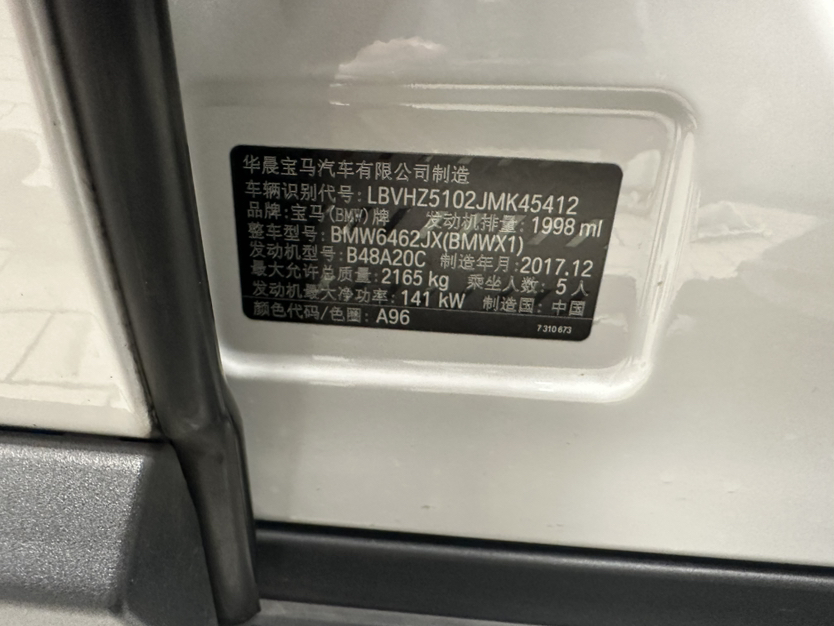 华晨宝马汽车有限公司制造
车辆识别代号: LBVHZ5102JMK45412
品牌: 宝马(BMW)牌 发动机排量: 1998 ml
整车型号: BMW6462JX(BMWX1)
发动机型号: B48A20C 制造年月: 2017.12
最大允许总质量: 2165 kg 乘坐人数: 5 人
发动机最大净功率: 141 kW 制造国: 中国
颜色代码/色圈: A96
7 310 673